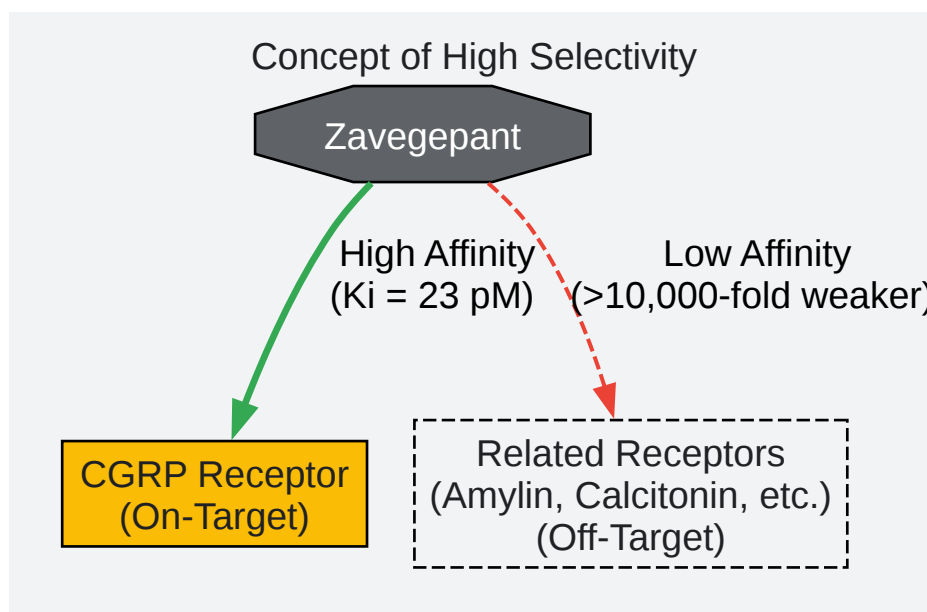 Concept of High Selectivity
Zavegepant
High Affinity
(Ki = 23 pM)
Low Affinity
(>10,000-fold weaker)
CGRP Receptor
(On-Target)
Related Receptors
(Amylin, Calcitonin, etc.)
(Off-Target)